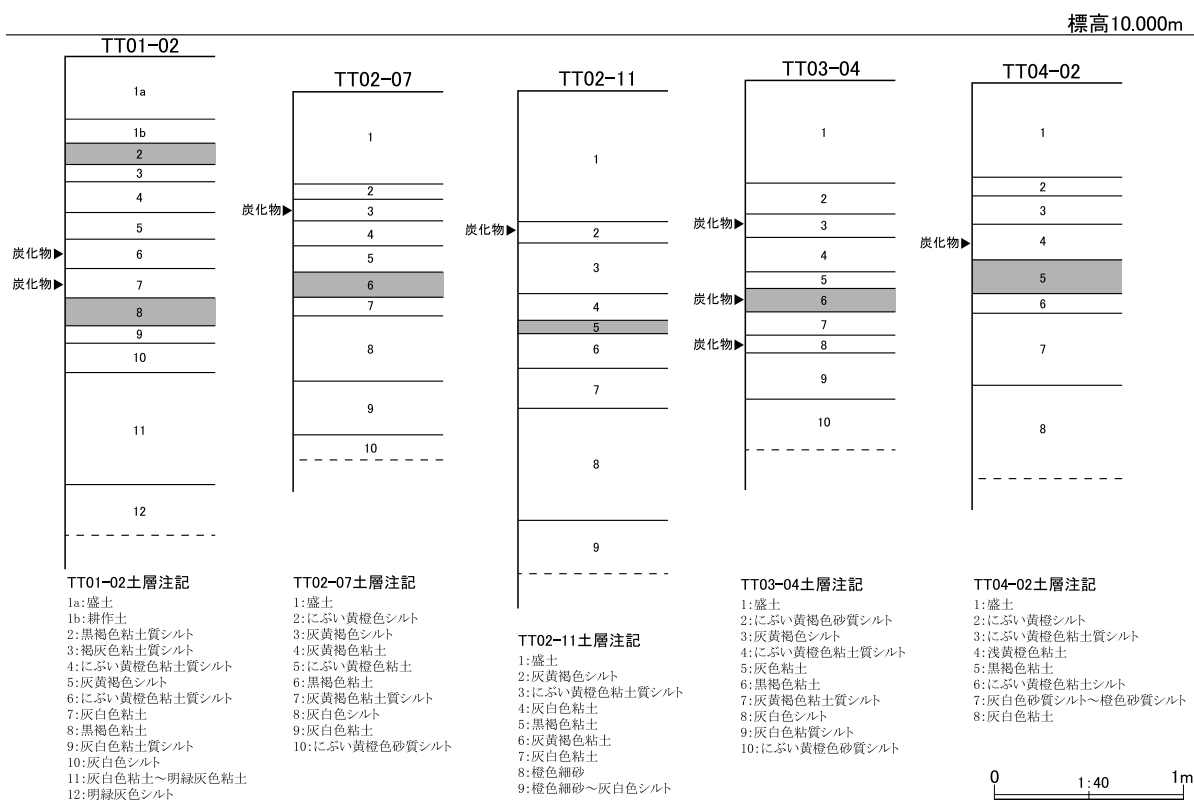 標高10.000m
TT01-02
1a
1b
2
3
4
5
炭化物▶
6
炭化物▶
7
8
9
10
11
12
TT02-07
1
2
炭化物▶
3
4
5
6
7
8
9
10
TT02-11
1
炭化物▶
2
3
4
5
6
7
8
9
TT03-04
1
2
炭化物▶
3
4
5
炭化物▶
6
7
炭化物▶
8
9
10
TT04-02
1
2
3
炭化物▶
4
5
6
7
8
TT01-02土層注記
1a:盛土
1b:耕作土
2:黒褐色粘土質シルト
3:褐灰色粘土質シルト
4:にぶい黄橙色粘土質シルト
5:灰黄褐色シルト
6:にぶい黄橙色粘土質シルト
7:灰白色粘土
8:黒褐色粘土
9:灰白色粘土質シルト
10:灰白色シルト
11:灰白色粘土～明緑灰色粘土
12:明緑灰色シルト
TT02-07土層注記
1:盛土
2:にぶい黄橙色シルト
3:灰黄褐色シルト
4:灰黄褐色粘土
5:にぶい黄橙色粘土
6:黒褐色粘土
7:灰黄褐色粘土質シルト
8:灰白色シルト
9:灰白色粘土
10:にぶい黄橙色砂質シルト
TT02-11土層注記
1:盛土
2:灰黄褐色シルト
3:にぶい黄橙色粘土質シルト
4:灰白色粘土
5:黒褐色粘土
6:灰黄褐色粘土
7:灰白色粘土
8:橙色細砂
9:橙色細砂～灰白色シルト
TT03-04土層注記
1:盛土
2:にぶい黄褐色砂質シルト
3:灰黄褐色シルト
4:にぶい黄橙色粘土質シルト
5:灰色粘土
6:黒褐色粘土
7:灰黄褐色粘土質シルト
8:灰白色シルト
9:灰白色粘質シルト
10:にぶい黄橙色砂質シルト
TT04-02土層注記
1:盛土
2:にぶい黄橙シルト
3:にぶい黄橙色粘土質シルト
4:浅黄橙色粘土
5:黒褐色粘土
6:にぶい黄橙色粘土シルト
7:灰白色砂質シルト～橙色砂質シルト
8:灰白色粘土
0 1:40 1m